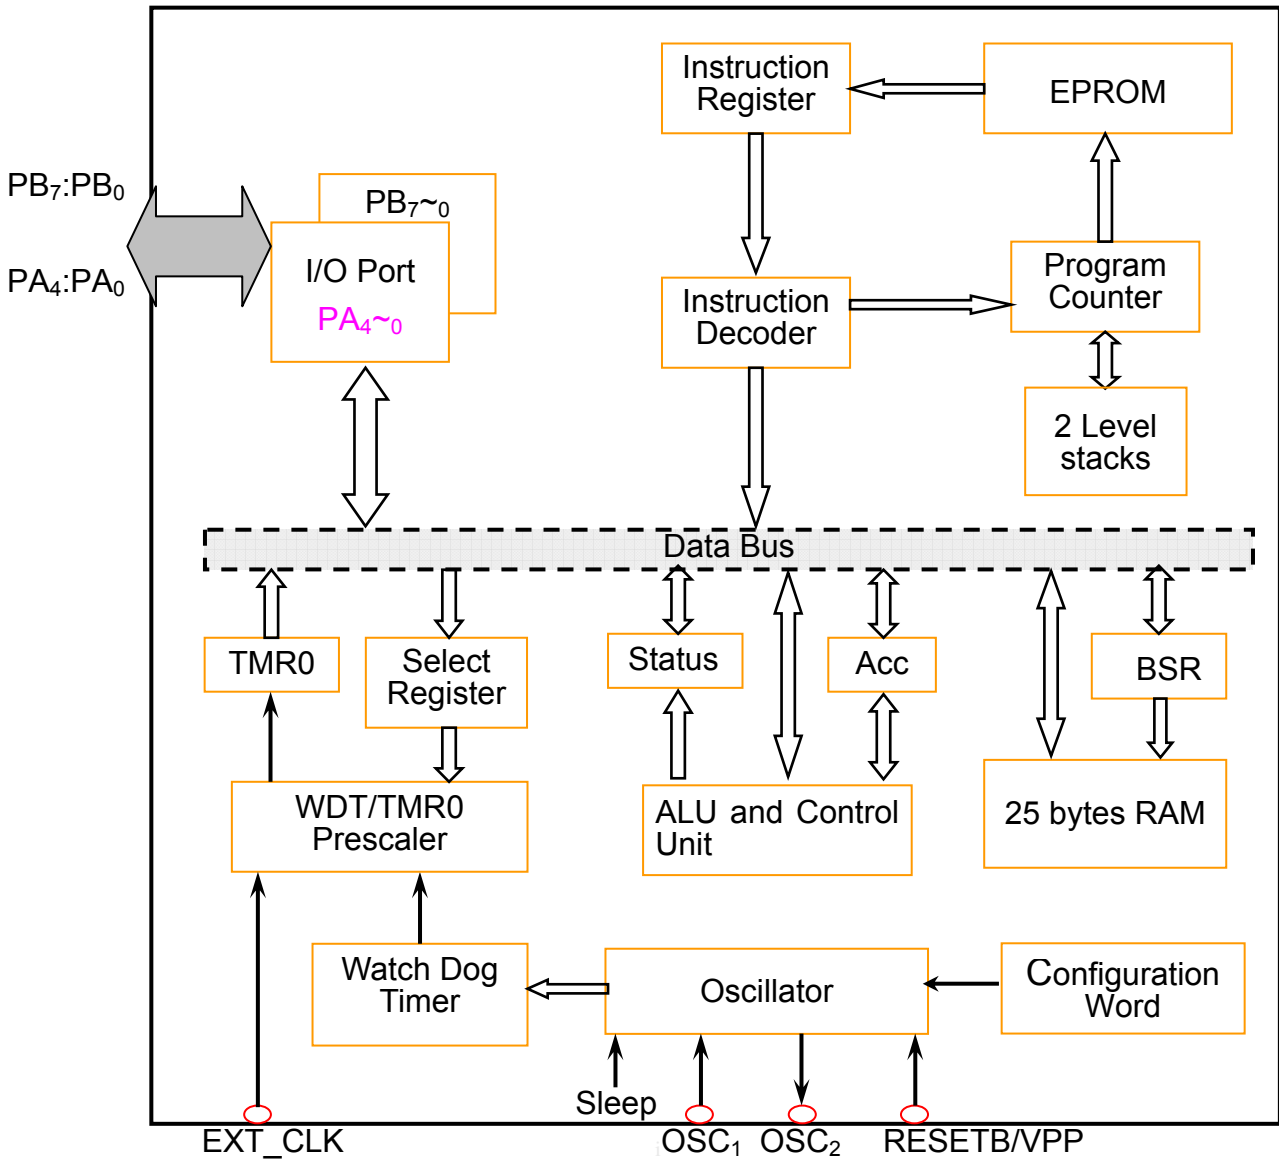 Instruction
Register
EPROM
PB₇:PB₀
PA₄:PA₀
PB₇~₀
I/O Port
PA₄~₀
Instruction
Decoder
Program
Counter
2 Level
stacks
Data Bus
TMR0
Select
Register
Status
Acc
BSR
WDT/TMR0
Prescaler
ALU and Control
Unit
25 bytes RAM
Watch Dog
Timer
Oscillator
Configuration
Word
Sleep
EXT_CLK
OSC₁
OSC₂
RESETB/VPP